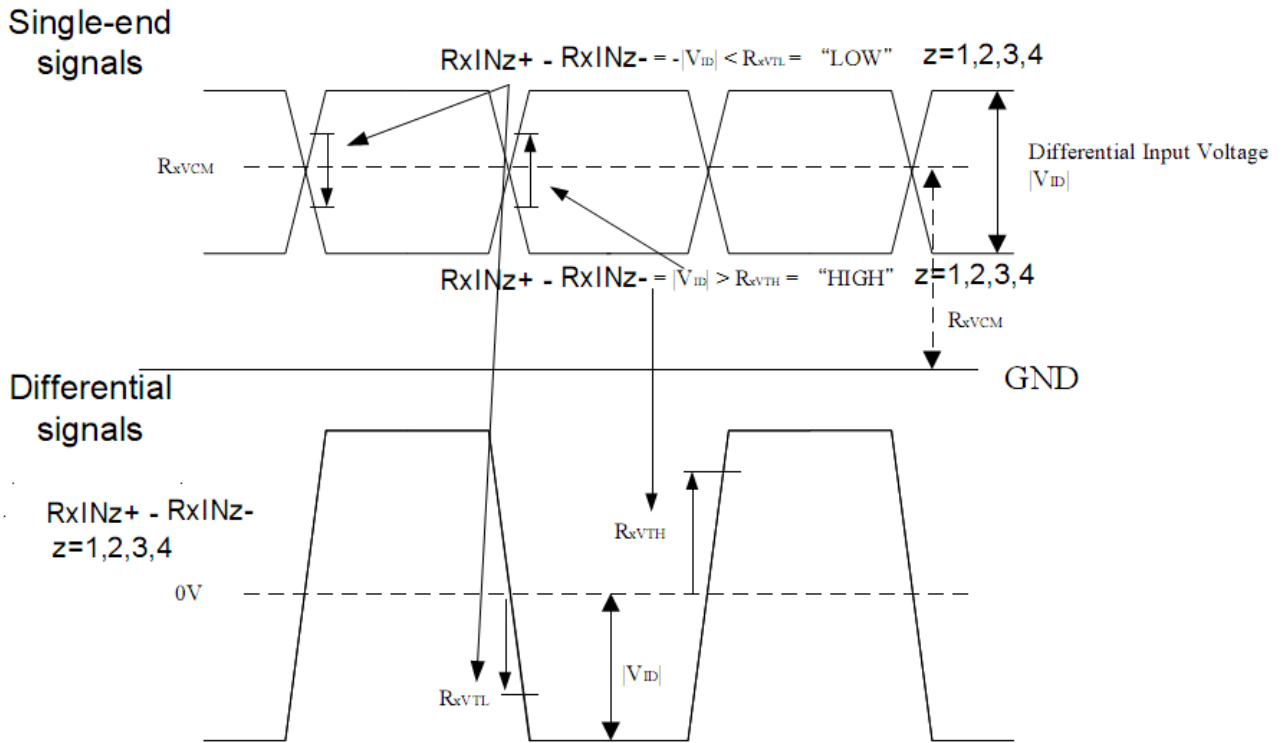 Single-end
signals
RxINz+ - RxINz- = -|VID| < RxVTL = “LOW” z=1,2,3,4
RxVCM
Differential Input Voltage
|VID|
RxINz+ - RxINz- = |VID| > RxVTH = “HIGH” z=1,2,3,4
RxVCM
GND
Differential
signals
RxINz+ - RxINz-
z=1,2,3,4
RxVTH
0V
|VID|
RxVTL